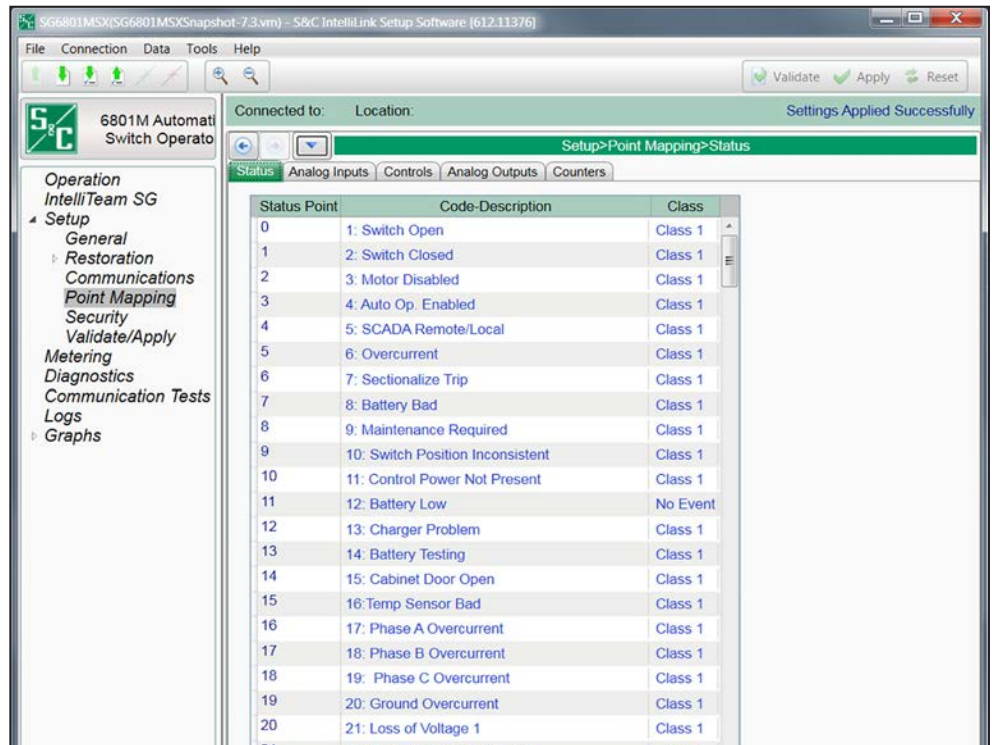 SG6801MSX(SG6801MSXSnapshot-7.3.vm) - S&C IntelliLink Setup Software [612.11376]
File Connection Data Tools Help
Validate Apply Reset
S&C
6801M Automati
Switch Operato
Connected to: Location: Settings Applied Successfully
Setup>Point Mapping>Status
Status Analog Inputs Controls Analog Outputs Counters
Operation
IntelliTeam SG
Setup
General
Restoration
Communications
Point Mapping
Security
Validate/Apply
Metering
Diagnostics
Communication Tests
Logs
Graphs
Status Point Code-Description Class
0 1: Switch Open Class 1
1 2: Switch Closed Class 1
2 3: Motor Disabled Class 1
3 4: Auto Op. Enabled Class 1
4 5: SCADA Remote/Local Class 1
5 6: Overcurrent Class 1
6 7: Sectionalize Trip Class 1
7 8: Battery Bad Class 1
8 9: Maintenance Required Class 1
9 10: Switch Position Inconsistent Class 1
10 11: Control Power Not Present Class 1
11 12: Battery Low No Event
12 13: Charger Problem Class 1
13 14: Battery Testing Class 1
14 15: Cabinet Door Open Class 1
15 16:Temp Sensor Bad Class 1
16 17: Phase A Overcurrent Class 1
17 18: Phase B Overcurrent Class 1
18 19: Phase C Overcurrent Class 1
19 20: Ground Overcurrent Class 1
20 21: Loss of Voltage 1 Class 1